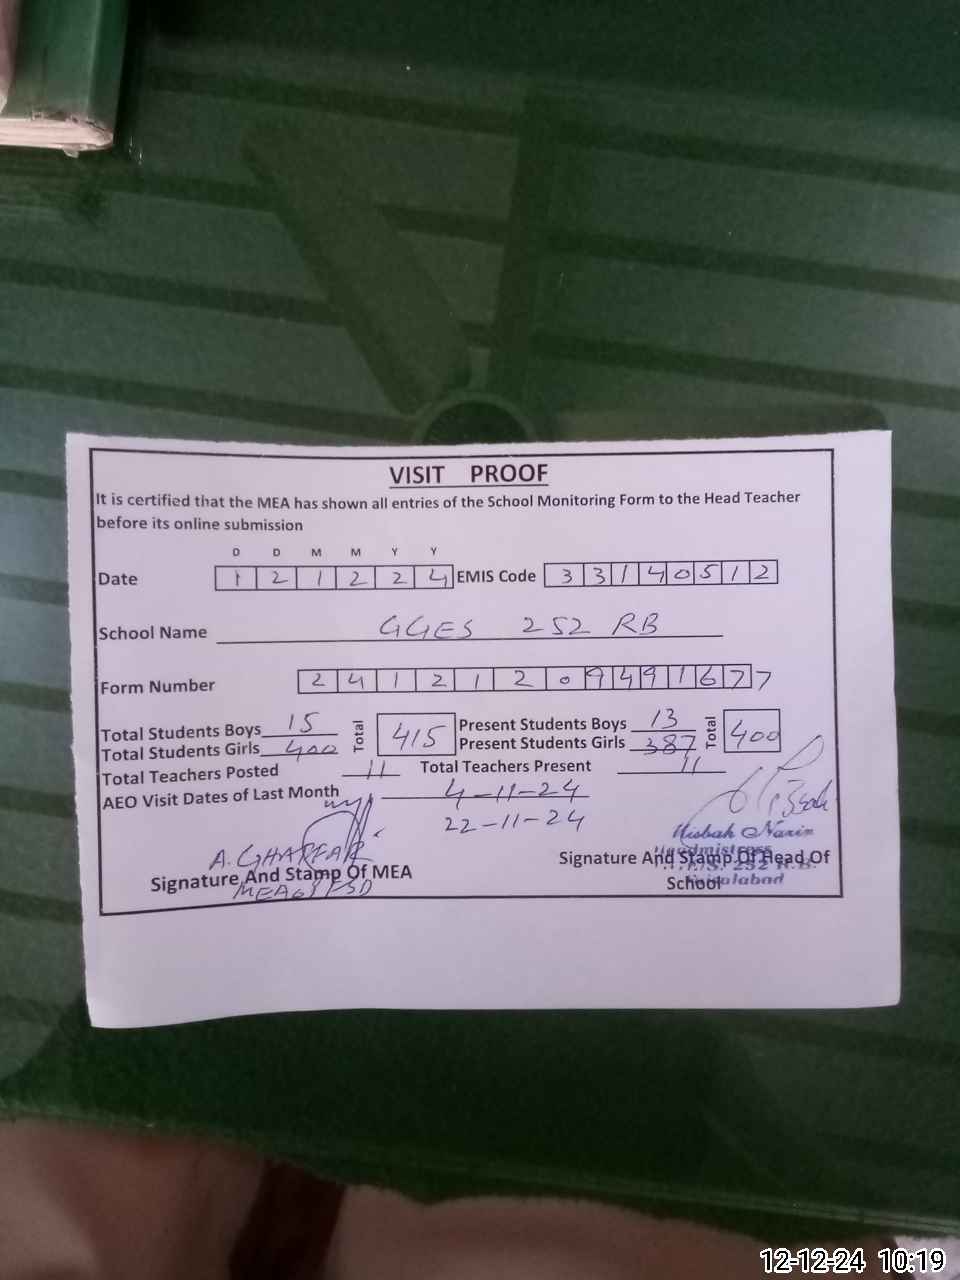 VISIT PROOF
It is certified that the MEA has shown all entries of the School Monitoring Form to the Head Teacher
before its online submission
D D M M Y Y
Date 1 2 1 2 2 4 EMIS Code 3 3 1 4 0 5 1 2
School Name GGES 252 RB
Form Number 2 4 1 2 1 2 0 9 4 9 1 6 7 7
Total Students Boys 15 Total 415 Present Students Boys 13 Total 400
Total Students Girls 400 Present Students Girls 387
Total Teachers Posted 11 Total Teachers Present 11
AEO Visit Dates of Last Month 4-11-24
22-11-24
Misbah Narin
Headmistress
A. GHAFFAR
Signature And Stamp Of MEA Signature And Stamp Of Head Of
School
252 R.B.
Faisalabad
FSD
12-12-24 10:19